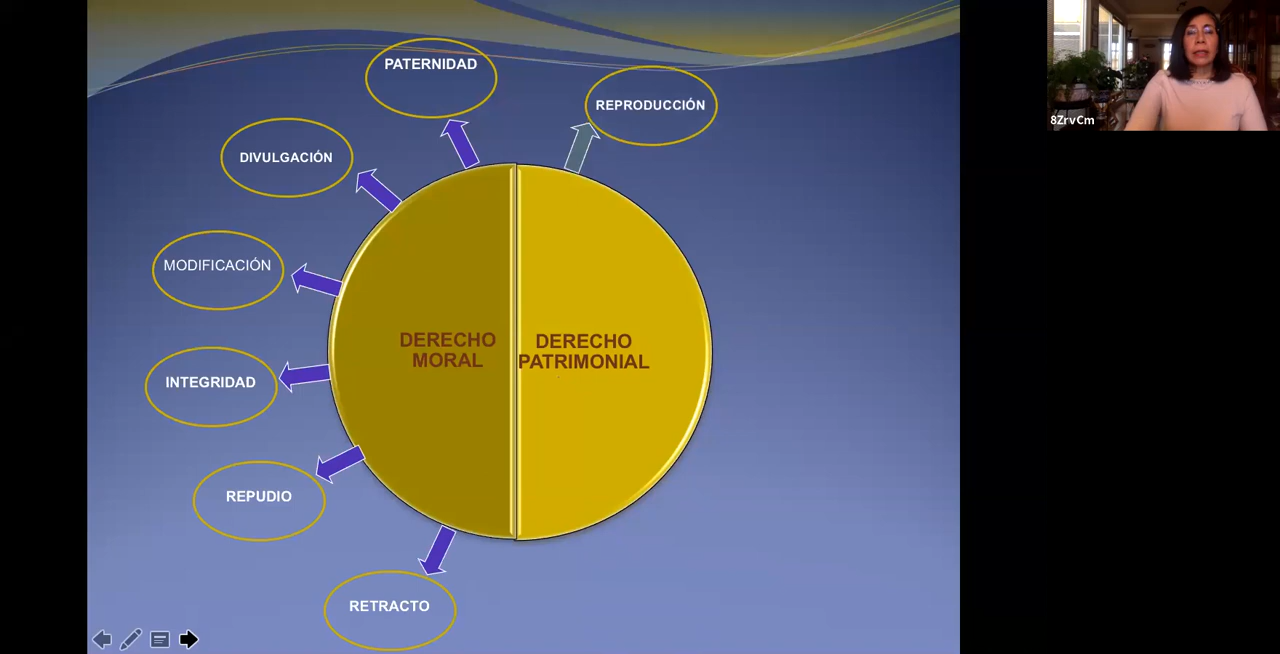 PATERNIDAD
REPRODUCCIÓN
DIVULGACIÓN
MODIFICACIÓN
INTEGRIDAD
REPUDIO
RETRACTO
DERECHO
MORAL
DERECHO
PATRIMONIAL
8ZrvCm